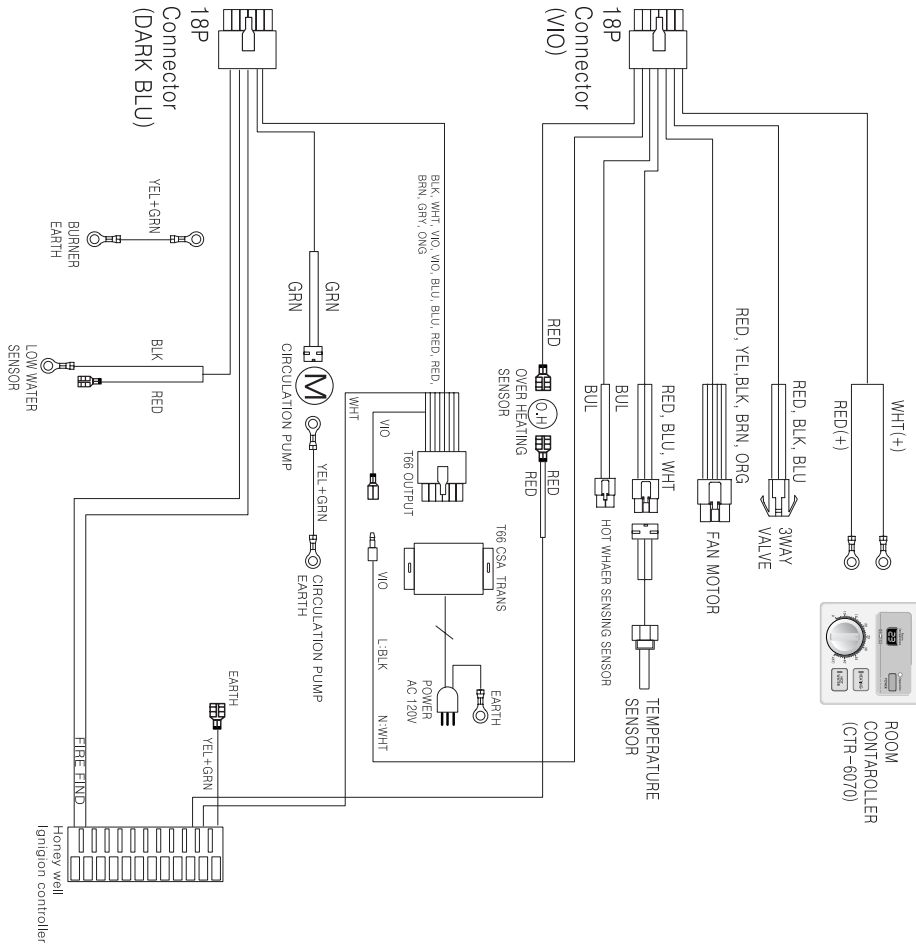 18P
Connector
(DARK BLU)
18P
Connector
(VIO)
WHT(+)
RED(+)
ROOM
CONTAROLLER
(CTR-6070)
RED, BLK, BLU
3WAY
VALVE
RED, YEL,BLK, BRN, ORG
FAN MOTOR
RED, BLU, WHT
TEMPERATURE
SENSOR
BUL
BUL
HOT WHAER SENSING SENSOR
RED
O.H
OVER HEATING
SENSOR
RED
RED
BLK, WHT, VIO, VIO, BLU, BLU, RED, RED,
BRN, GRY, ONG
T66 OUTPUT
T66 CSA TRANS
EARTH
POWER
AC 120V
L:BLK
N:WHT
VIO
VIO
WHT
GRN
GRN
M
CIRCULATION PUMP
YEL+GRN
CIRCULATION PUMP
EARTH
YEL+GRN
BURNER
EARTH
BLK
RED
LOW WATER
SENSOR
EARTH
YEL+GRN
FIRE FIND
Honey well
Ignigion controller